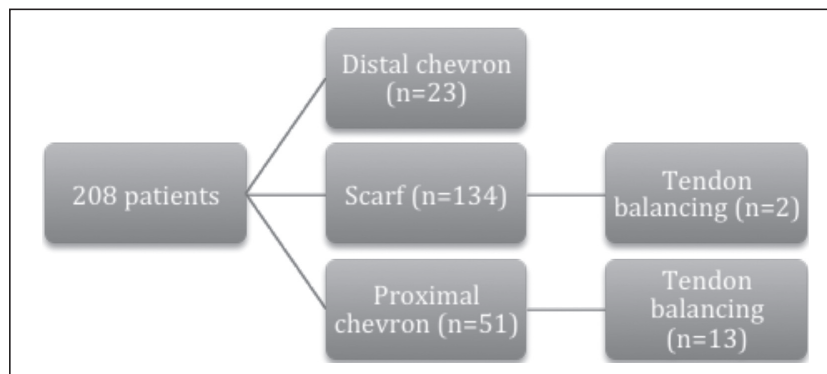 208 patients
Distal chevron
(n=23)
Scarf (n=134)
Tendon
balancing (n=2)
Proximal
chevron (n=51)
Tendon
balancing
(n=13)